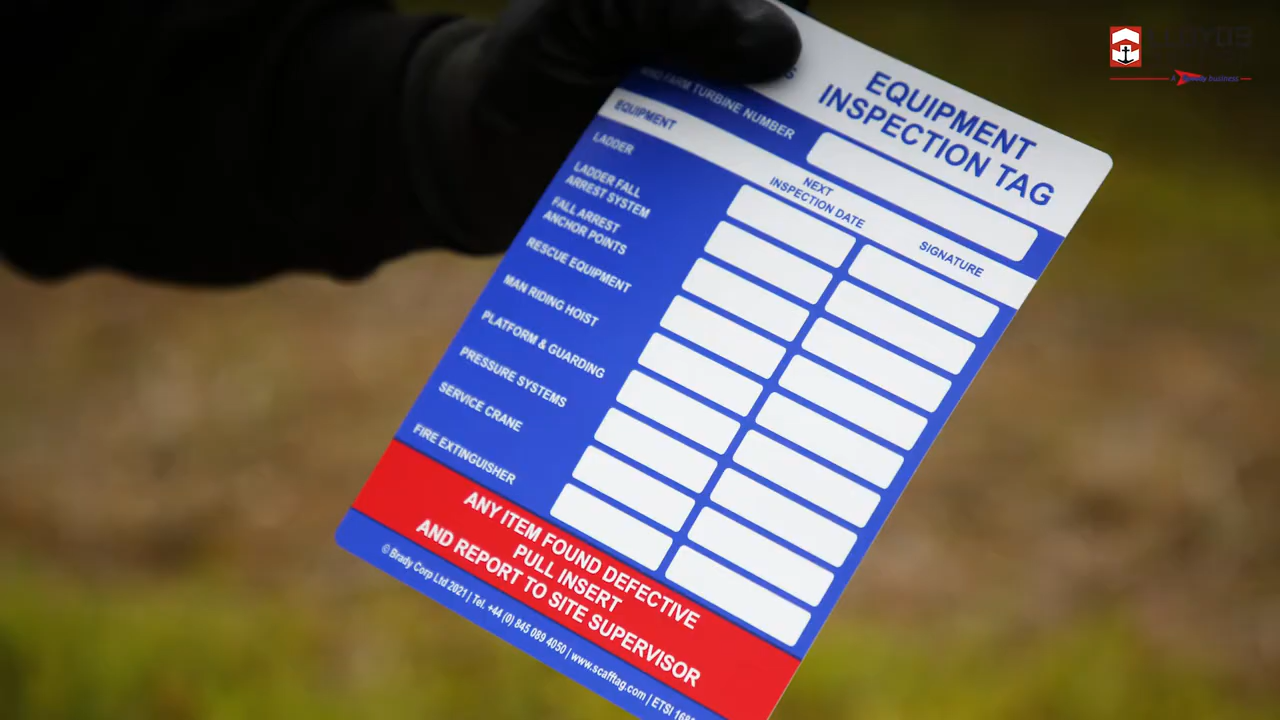 EQUIPMENT
INSPECTION TAG
FARM TURBINE NUMBER
EQUIPMENT
NEXT
INSPECTION DATE
SIGNATURE
LADDER
LADDER FALL
ARREST SYSTEM
FALL ARREST
ANCHOR POINTS
RESCUE EQUIPMENT
MAN RIDING HOIST
PLATFORM & GUARDING
PRESSURE SYSTEMS
SERVICE CRANE
FIRE EXTINGUISHER
ANY ITEM FOUND DEFECTIVE
PULL INSERT
AND REPORT TO SITE SUPERVISOR
© Brady Corp Ltd 2021 | Tel. +44 (0) 845 089 4050 | www.scafftag.com | ETSI
A Brady business